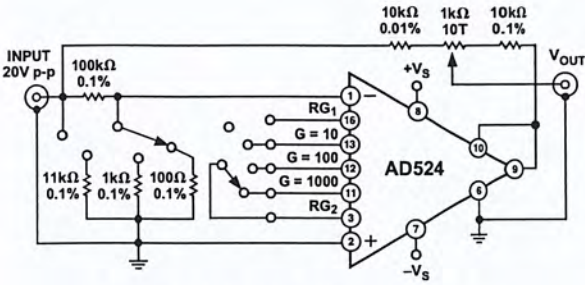 INPUT
20V p-p
100kΩ
0.1%
10kΩ
0.01%
1kΩ
10T
10kΩ
0.1%
VOUT
+VS
1
−
8
RG1
16
G = 10
13
10
G = 100
12
AD524
9
G = 1000
11
6
RG2
3
7
2
+
−VS
11kΩ
0.1%
1kΩ
0.1%
100Ω
0.1%